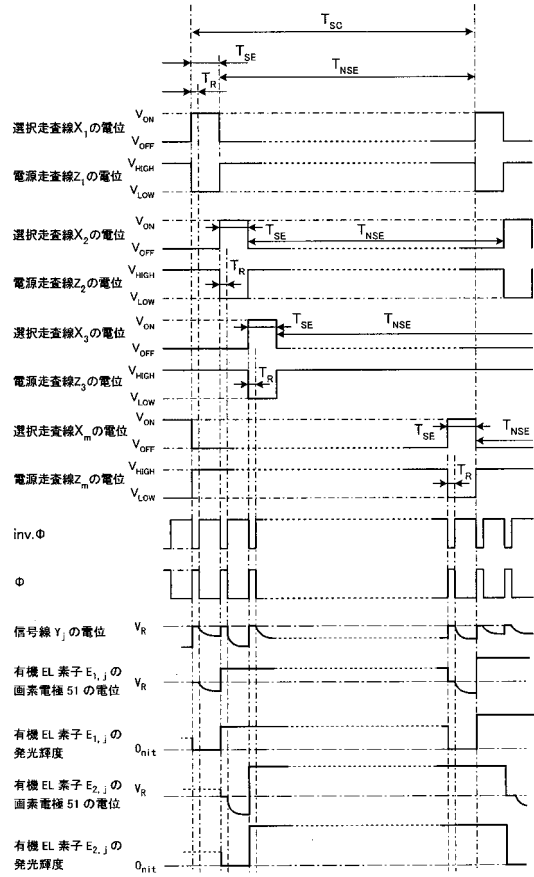 T_SC
T_SE
T_NSE
T_R
選択走査線X₁の電位 V_ON
V_OFF
電源走査線Z₁の電位 V_HIGH
V_LOW
選択走査線X₂の電位 V_ON
V_OFF
T_SE
T_NSE
電源走査線Z₂の電位 V_HIGH
V_LOW
T_R
選択走査線X₃の電位 V_ON
V_OFF
T_SE
T_NSE
電源走査線Z₃の電位 V_HIGH
V_LOW
T_R
選択走査線X_mの電位 V_ON
V_OFF
T_SE
T_NSE
電源走査線Z_mの電位 V_HIGH
V_LOW
T_R
inv.Φ
Φ
信号線Y_jの電位 V_R
有機EL素子E_1,jの
画素電極51の電位 V_R
有機EL素子E_1,jの
発光輝度 0_nit
有機EL素子E_2,jの
画素電極51の電位 V_R
有機EL素子E_2,jの
発光輝度 0_nit